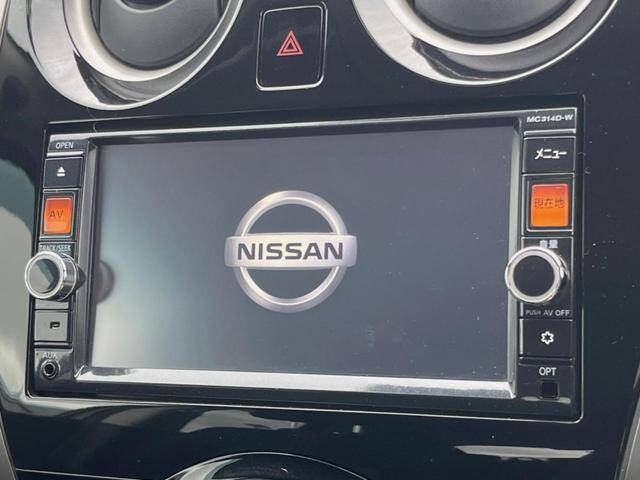 MC314D-W
OPEN
メニュー
AV
現在地
TRACK/SEEK
音量
NISSAN
PUSH AV OFF
AUX
OPT